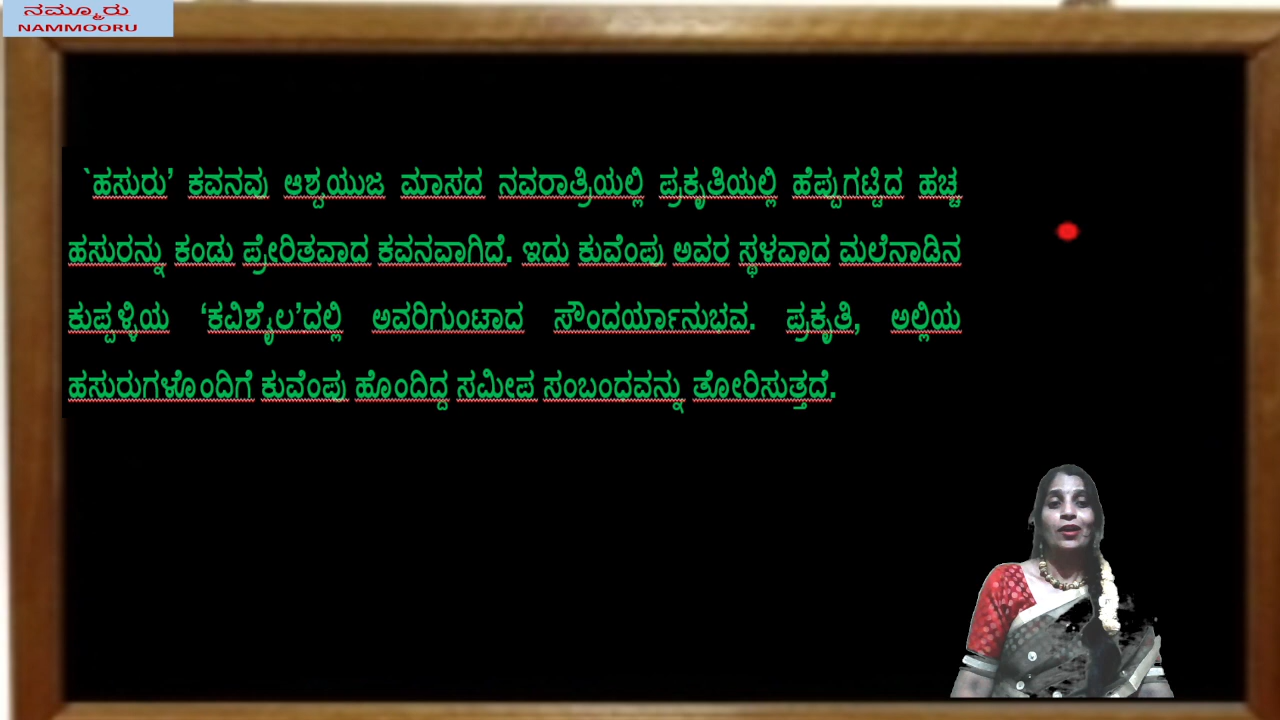 ನಮ್ಮೂರು
NAMMOORU
`ಹಸುರು’ ಕವನವು ಆಶ್ವಯುಜ ಮಾಸದ ನವರಾತ್ರಿಯಲ್ಲಿ ಪ್ರಕೃತಿಯಲ್ಲಿ ಹೆಪ್ಪುಗಟ್ಟಿದ ಹಚ್ಚ
ಹಸುರನ್ನು ಕಂಡು ಪ್ರೇರಿತವಾದ ಕವನವಾಗಿದೆ. ಇದು ಕುವೆಂಪು ಅವರ ಸ್ಥಳವಾದ ಮಲೆನಾಡಿನ
ಕುಪ್ಪಳ್ಳಿಯ ‘ಕವಿಶೈಲ’ದಲ್ಲಿ ಅವರಿಗುಂಟಾದ ಸೌಂದರ್ಯಾನುಭವ. ಪ್ರಕೃತಿ, ಅಲ್ಲಿಯ
ಹಸುರುಗಳೊಂದಿಗೆ ಕುವೆಂಪು ಹೊಂದಿದ್ದ ಸಮೀಪ ಸಂಬಂಧವನ್ನು ತೋರಿಸುತ್ತದೆ.